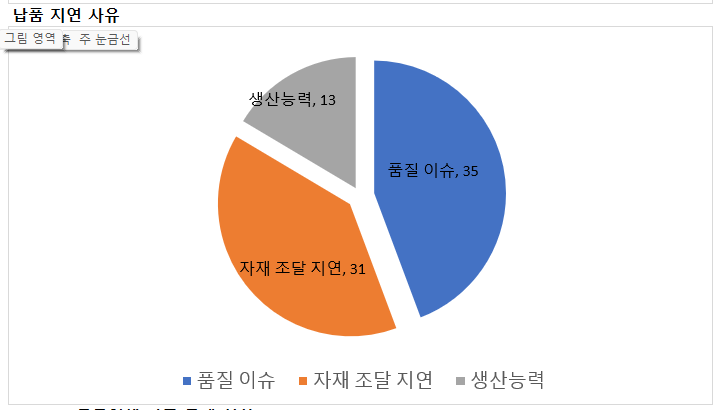 납품 지연 사유
그림 영역
축 주 눈금선
생산능력, 13
품질 이슈, 35
자재 조달 지연, 31
품질 이슈 자재 조달 지연 생산능력